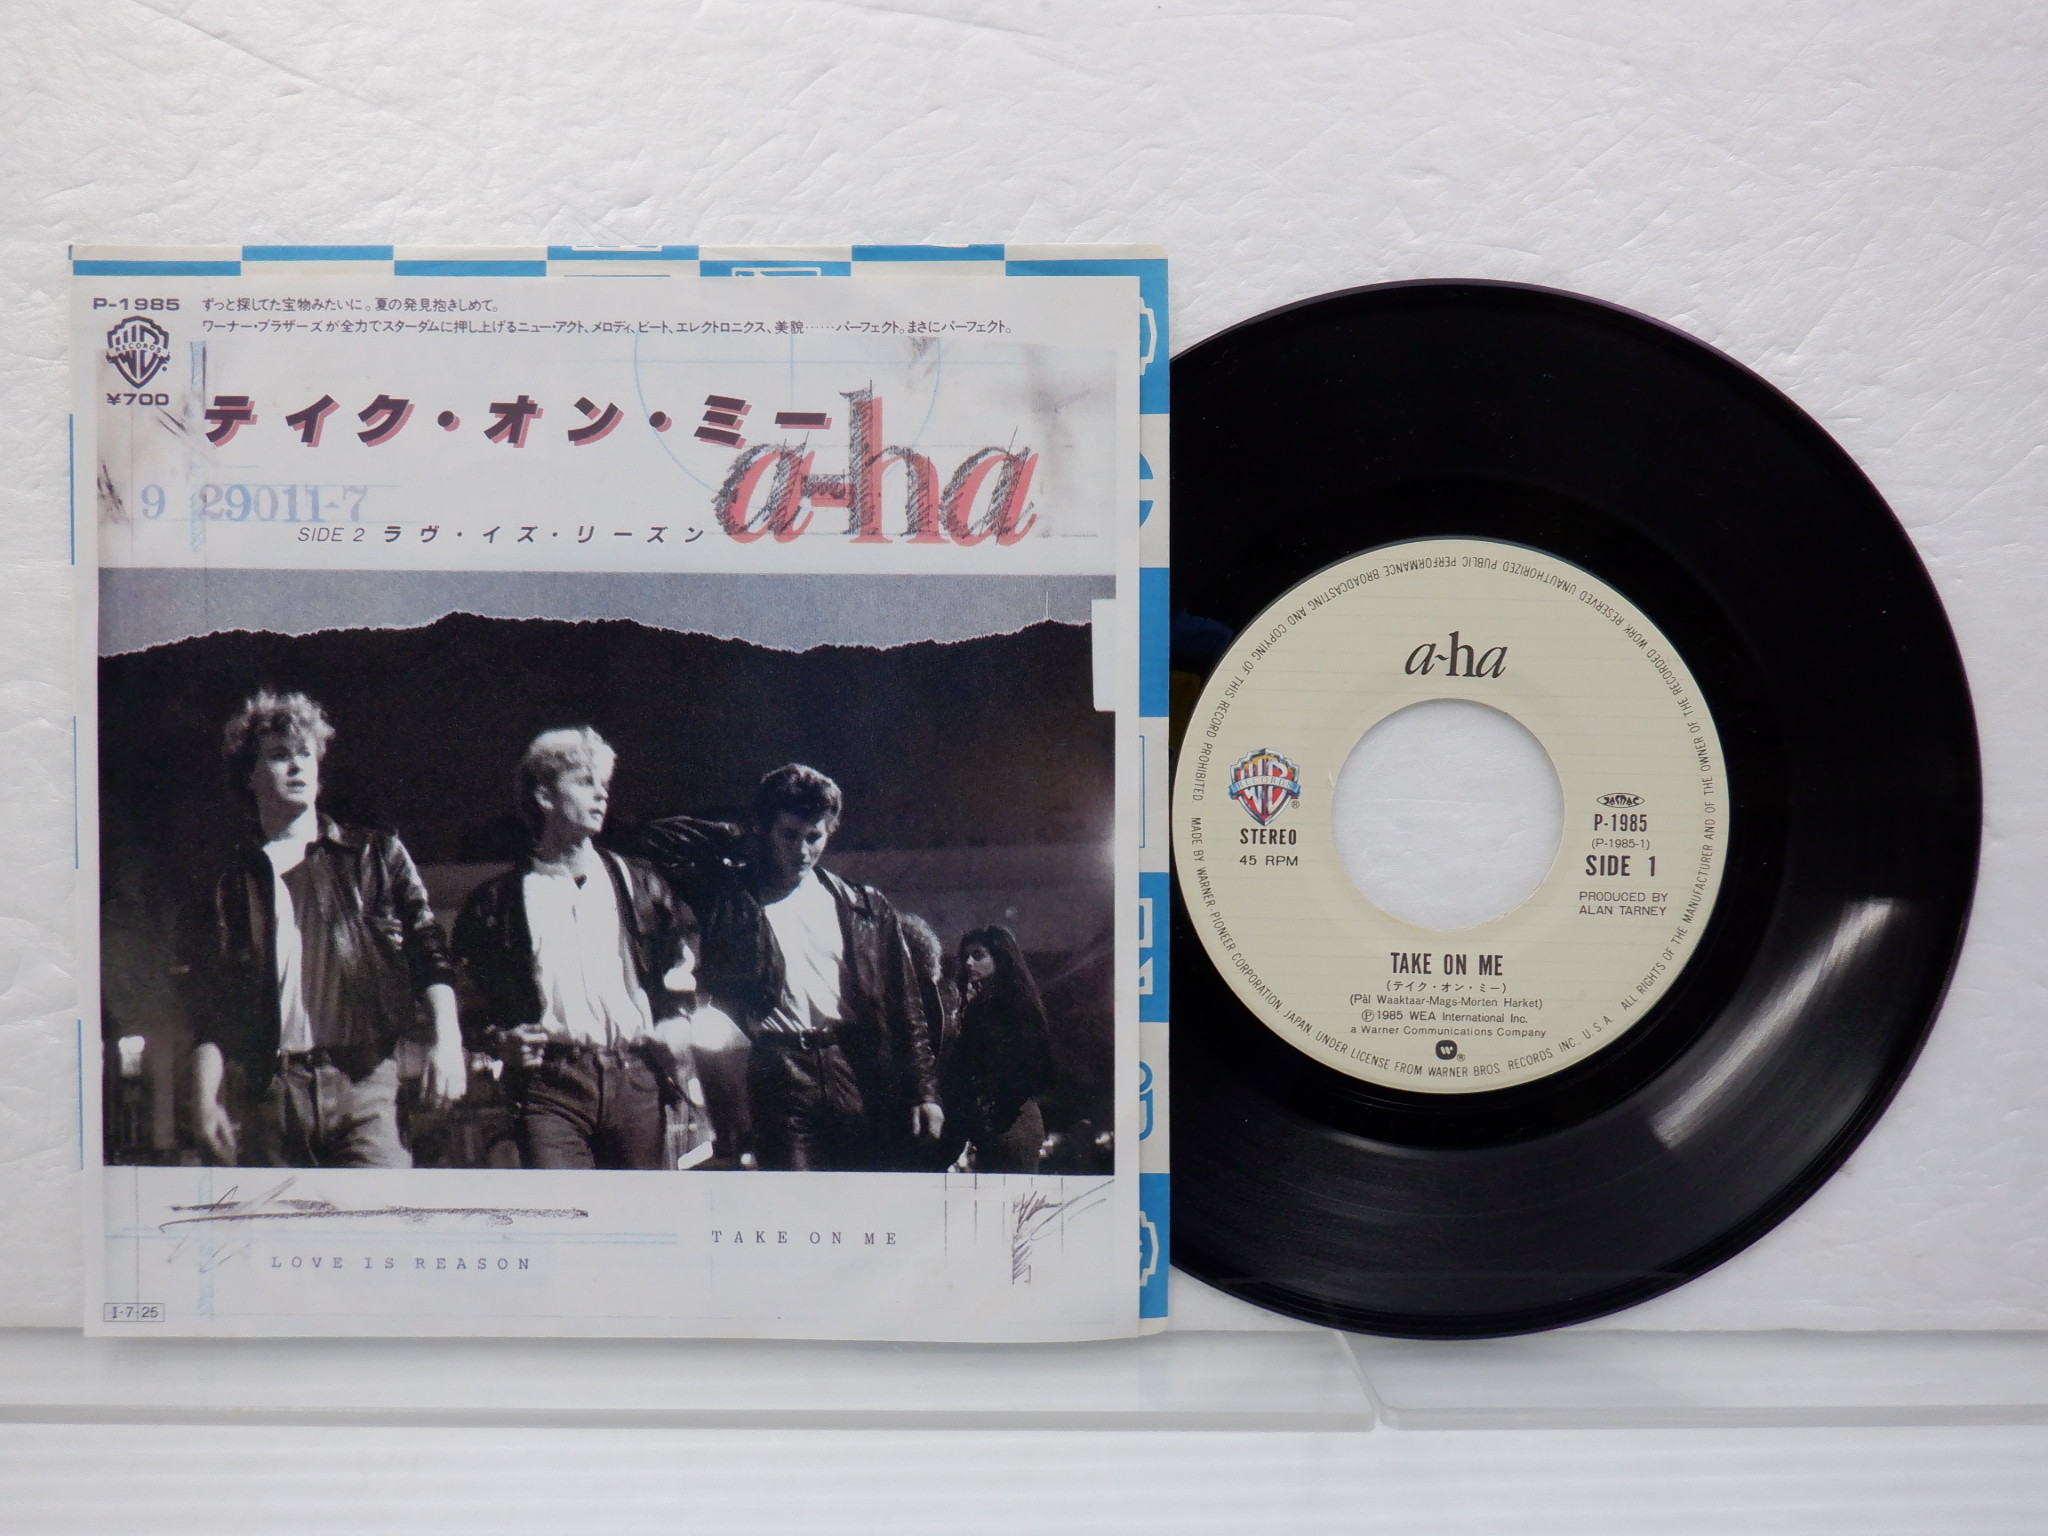 P-1985
ずっと探してた宝物みたいに。夏の発見抱きしめて。
ワーナー・ブラザーズが全力でスターダムに押し上げるニュー・アクト、メロディ、ビート、エレクトロニクス、美貌……パーフェクト。まさにパーフェクト。
RECORDS
¥700
テイク・オン・ミー
a-ha
9 29011-7
SIDE 2 ラヴ・イズ・リーズン
TAKE ON ME
LOVE IS REASON
I-7・25
a-ha
RECORDS
STEREO
45 RPM
JASRAC
P-1985
(P-1985-1)
SIDE 1
PRODUCED BY
ALAN TARNEY
TAKE ON ME
(テイク・オン・ミー)
(Pål Waaktaar-Mags-Morten Harket)
Ⓟ1985 WEA International Inc.
a Warner Communications Company
MADE BY WARNER-PIONEER CORPORATION, JAPAN, UNDER LICENSE FROM WARNER BROS. RECORDS INC., U.S.A. ALL RIGHTS OF THE MANUFACTURER AND OF THE OWNER OF THE RECORDED WORK RESERVED UNAUTHORIZED PUBLIC PERFORMANCE BROADCASTING AND COPYING OF THIS RECORD PROHIBITED.